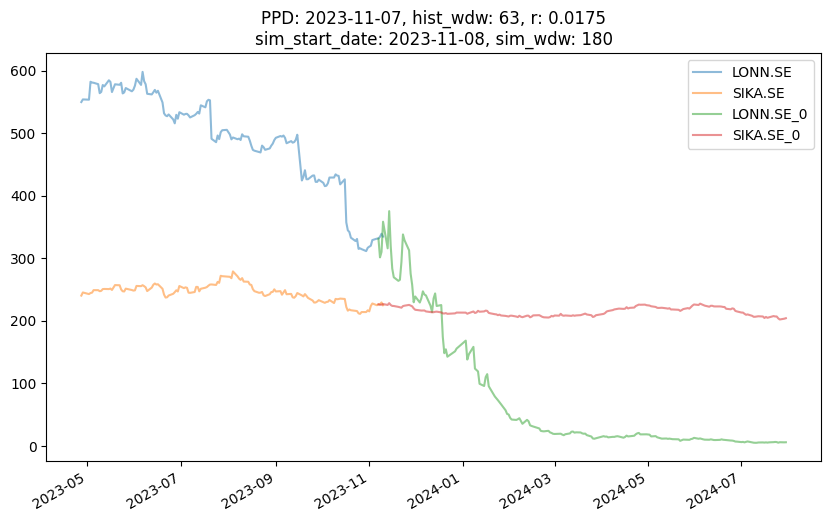 PPD: 2023-11-07, hist_wdw: 63, r: 0.0175
sim_start_date: 2023-11-08, sim_wdw: 180
LONN.SE
SIKA.SE
LONN.SE_0
SIKA.SE_0
600
500
400
300
200
100
0
2023-05
2023-07
2023-09
2023-11
2024-01
2024-03
2024-05
2024-07